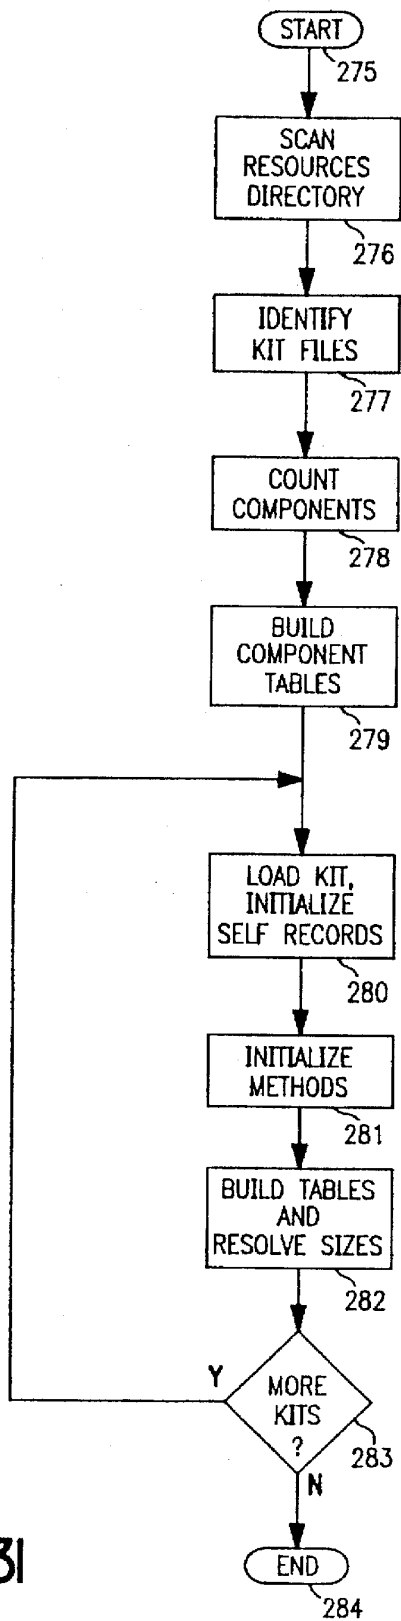 START
275
SCAN
RESOURCES
DIRECTORY
276
IDENTIFY
KIT FILES
277
COUNT
COMPONENTS
278
BUILD
COMPONENT
TABLES
279
LOAD KIT,
INITIALIZE
SELF RECORDS
280
INITIALIZE
METHODS
281
BUILD TABLES
AND
RESOLVE SIZES
282
Y
MORE
KITS
?
283
N
31
END
284